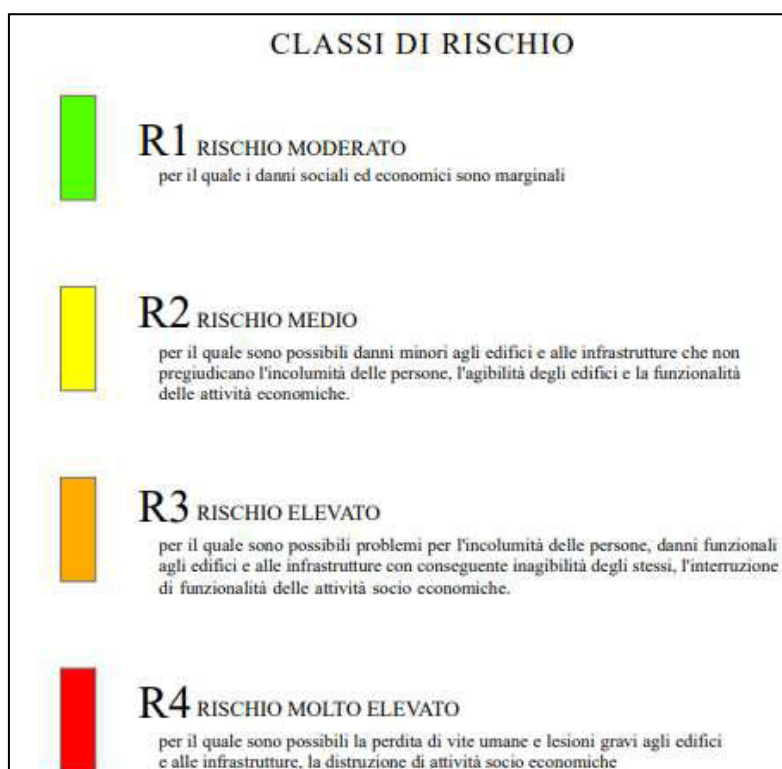 CLASSI DI RISCHIO
R1 RISCHIO MODERATO
per il quale i danni sociali ed economici sono marginali
R2 RISCHIO MEDIO
per il quale sono possibili danni minori agli edifici e alle infrastrutture che non
pregiudicano l'incolumità delle persone, l'agibilità degli edifici e la funzionalità
delle attività economiche.
R3 RISCHIO ELEVATO
per il quale sono possibili problemi per l'incolumità delle persone, danni funzionali
agli edifici e alle infrastrutture con conseguente inagibilità degli stessi, l'interruzione
di funzionalità delle attività socio economiche.
R4 RISCHIO MOLTO ELEVATO
per il quale sono possibili la perdita di vite umane e lesioni gravi agli edifici
e alle infrastrutture, la distruzione di attività socio economiche